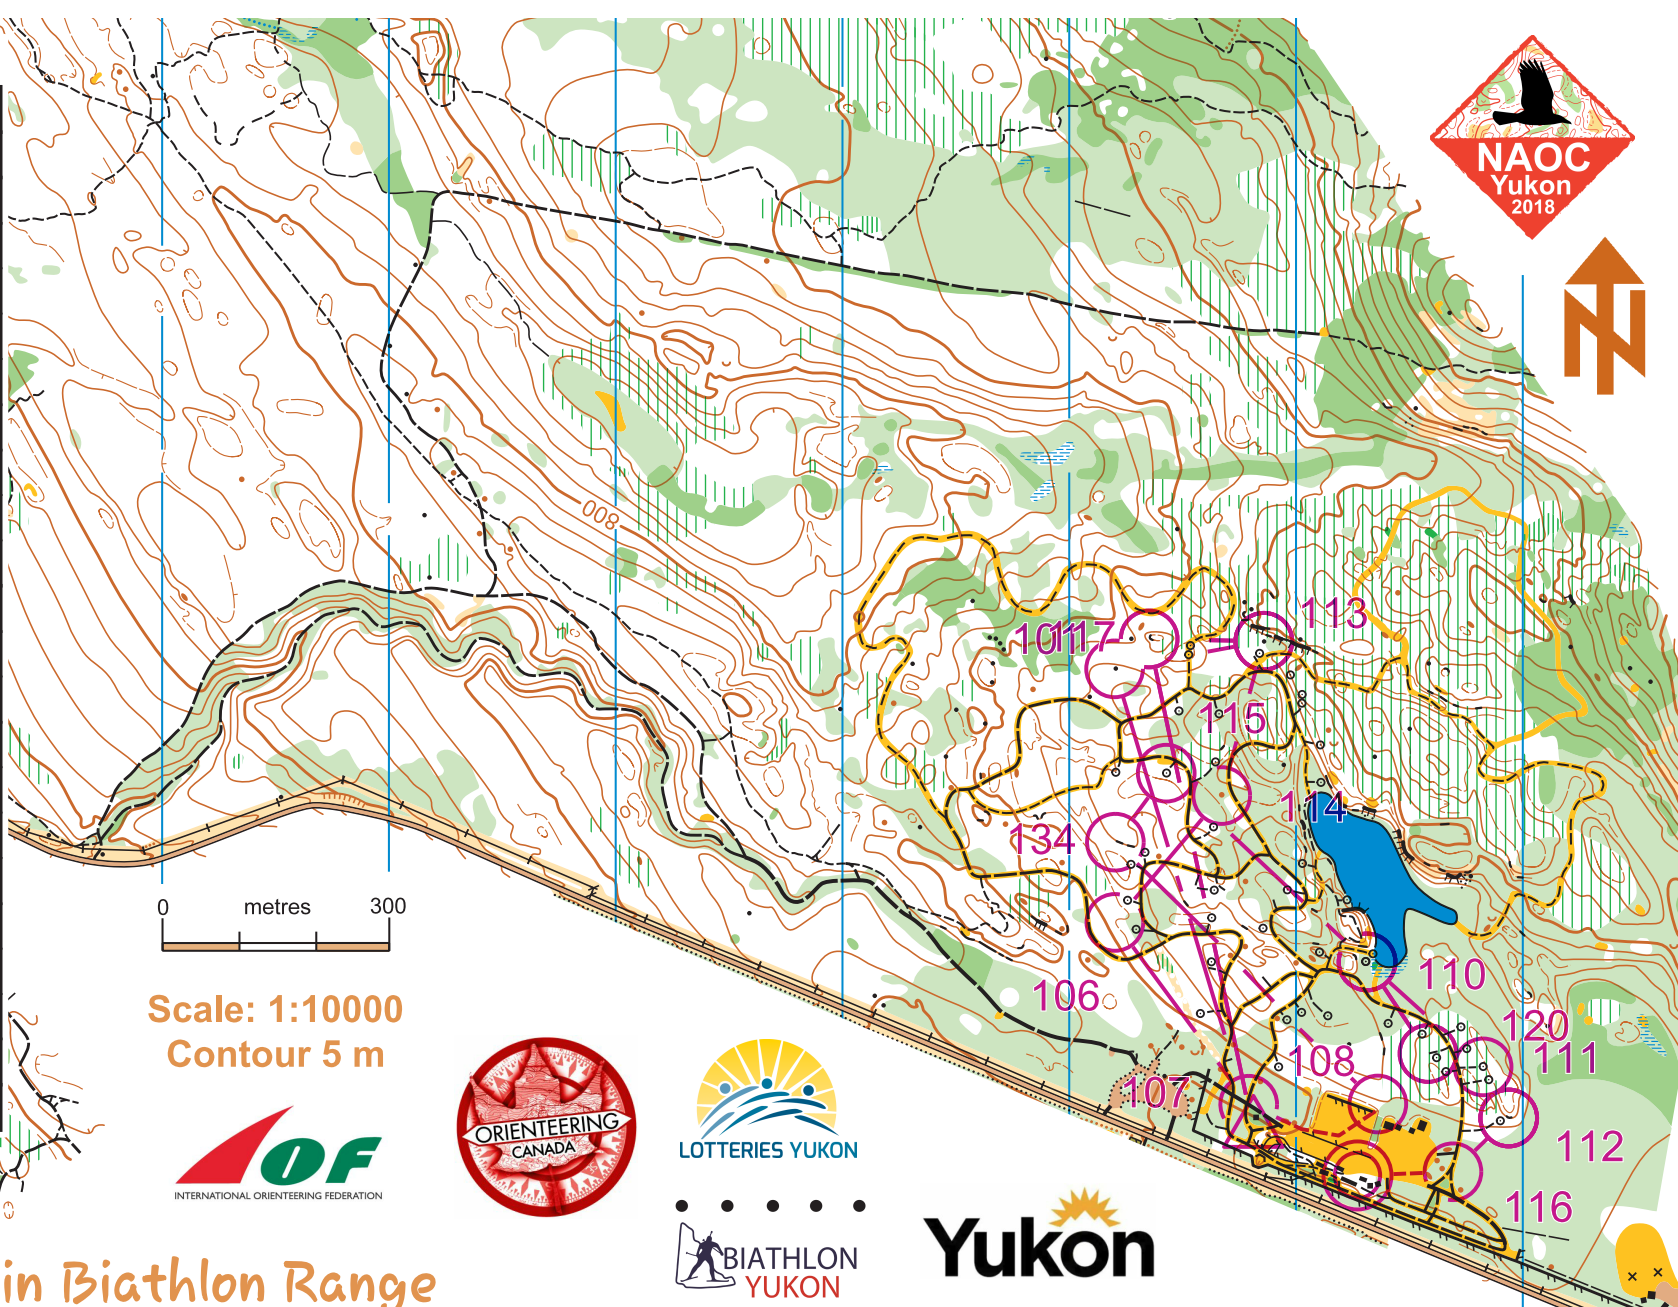 NAOC
Yukon
2018
N
800
101
117
113
115
114
134
106
110
120
111
108
107
112
116
0 metres 300
Scale: 1:10000
Contour 5 m
IOF
INTERNATIONAL ORIENTEERING FEDERATION
ORIENTEERING
CANADA
LOTTERIES YUKON
BIATHLON
YUKON
Yukon
in Biathlon Range